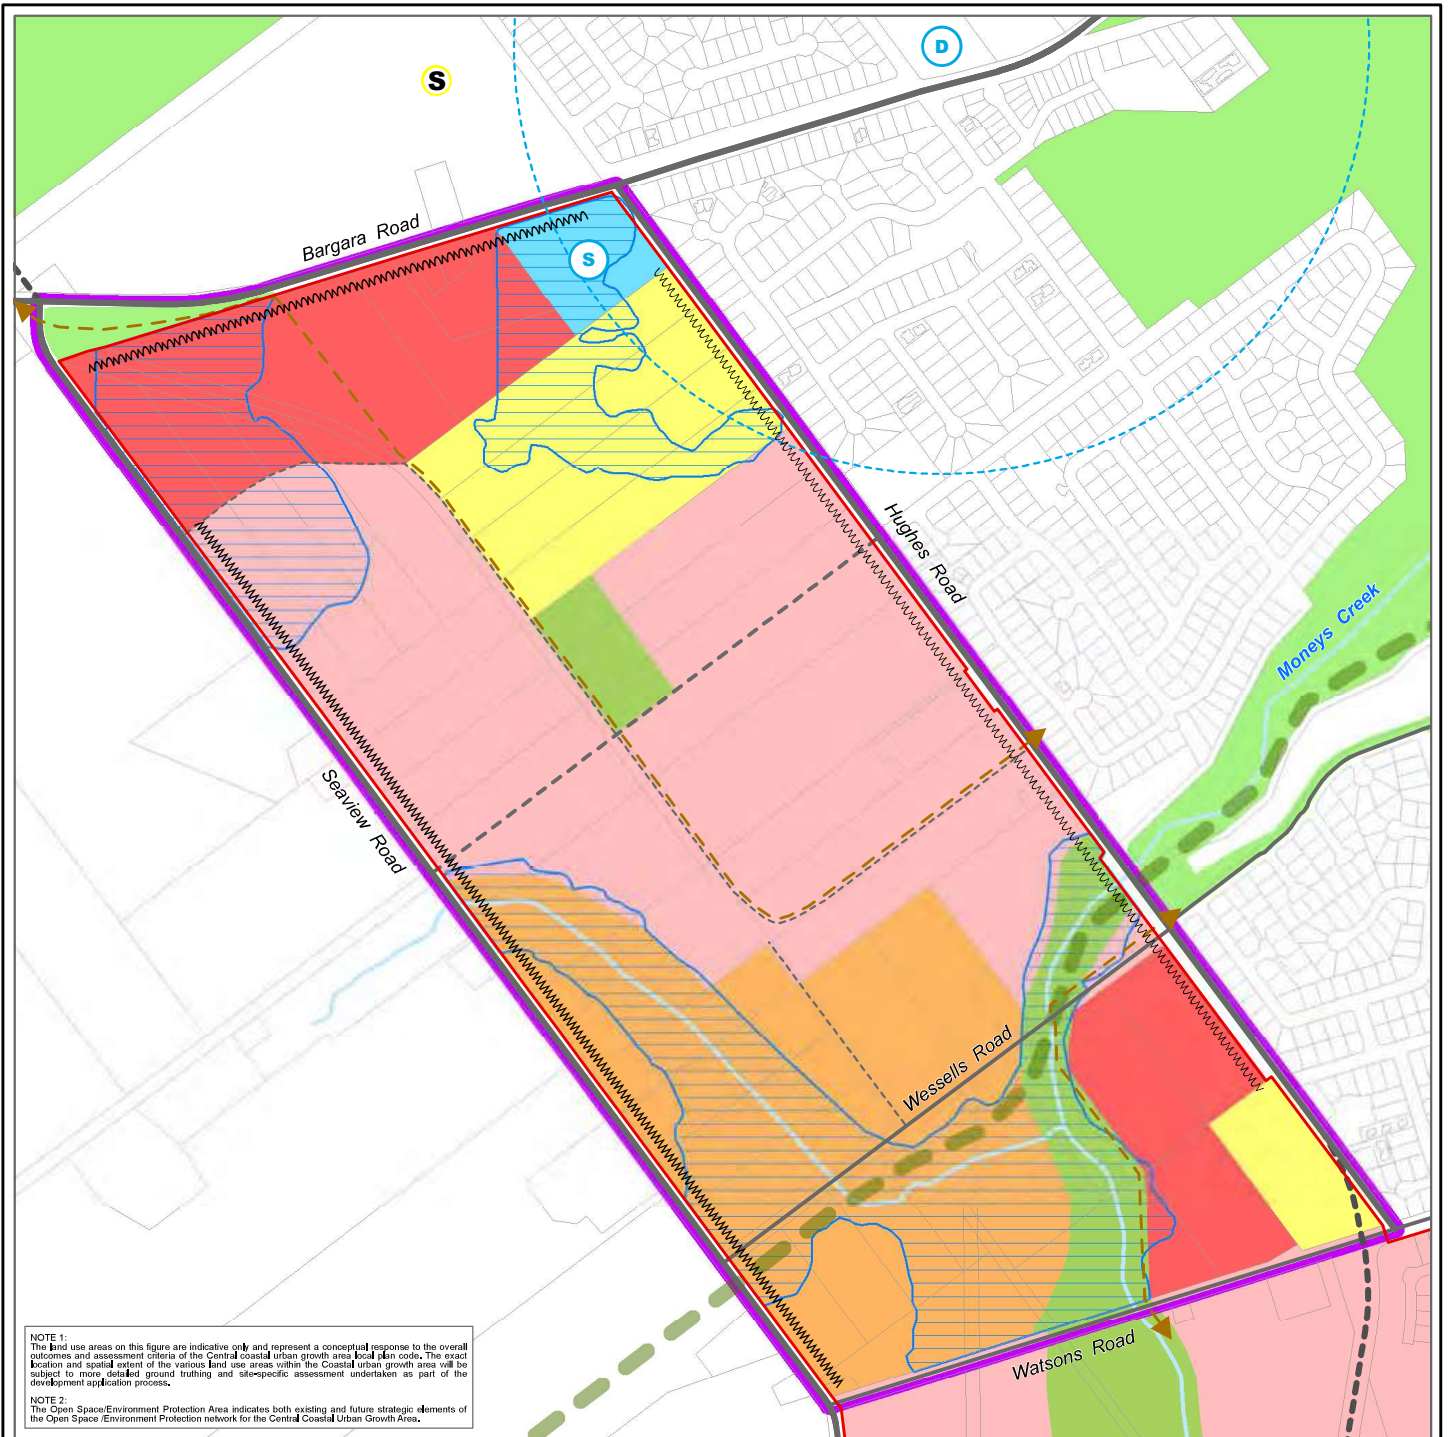 D
S
Bargara Road
S
Hughes Road
Moneys Creek
Seaview Road
Wessells Road
Watsons Road
NOTE 1:
The land use areas on this figure are indicative only and represent a conceptual response to the overall
outcomes and assessment criteria of the Central coastal urban growth area local plan code. The exact
location and spatial extent of the various land use areas within the Coastal urban growth area will be
subject to more detailed ground truthing and site-specific assessment undertaken as part of the
development application process.
NOTE 2:
The Open Space/Environment Protection Area indicates both existing and future strategic elements of
the Open Space /Environment Protection network for the Central Coastal Urban Growth Area.